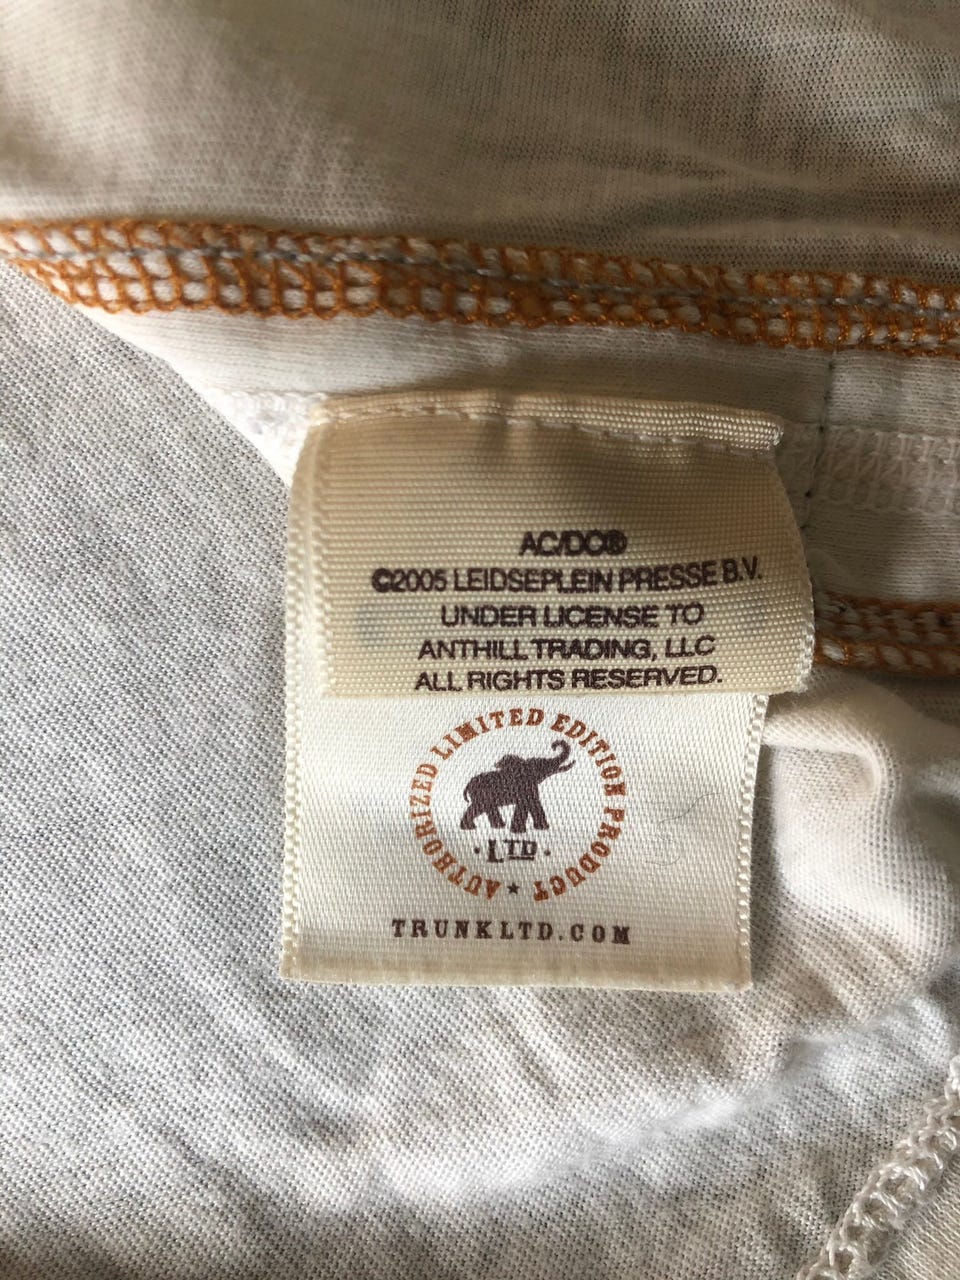 AC/DC®
©2005 LEIDSEPLEIN PRESSE B.V.
UNDER LICENSE TO
ANTHILL TRADING, LLC
ALL RIGHTS RESERVED.
AUTHORIZED LIMITED EDITION PRODUCT ★
·LTD.
TRUNKLTD.COM